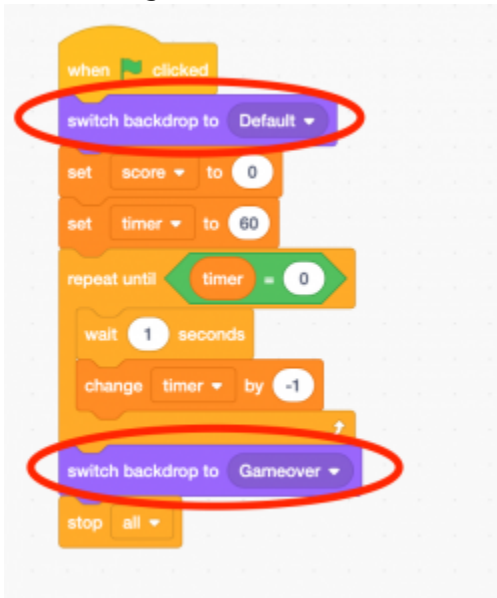 when clicked
switch backdrop to Default
set score to 0
set timer to 60
repeat until timer = 0
wait 1 seconds
change timer by -1
switch backdrop to Gameover
stop all